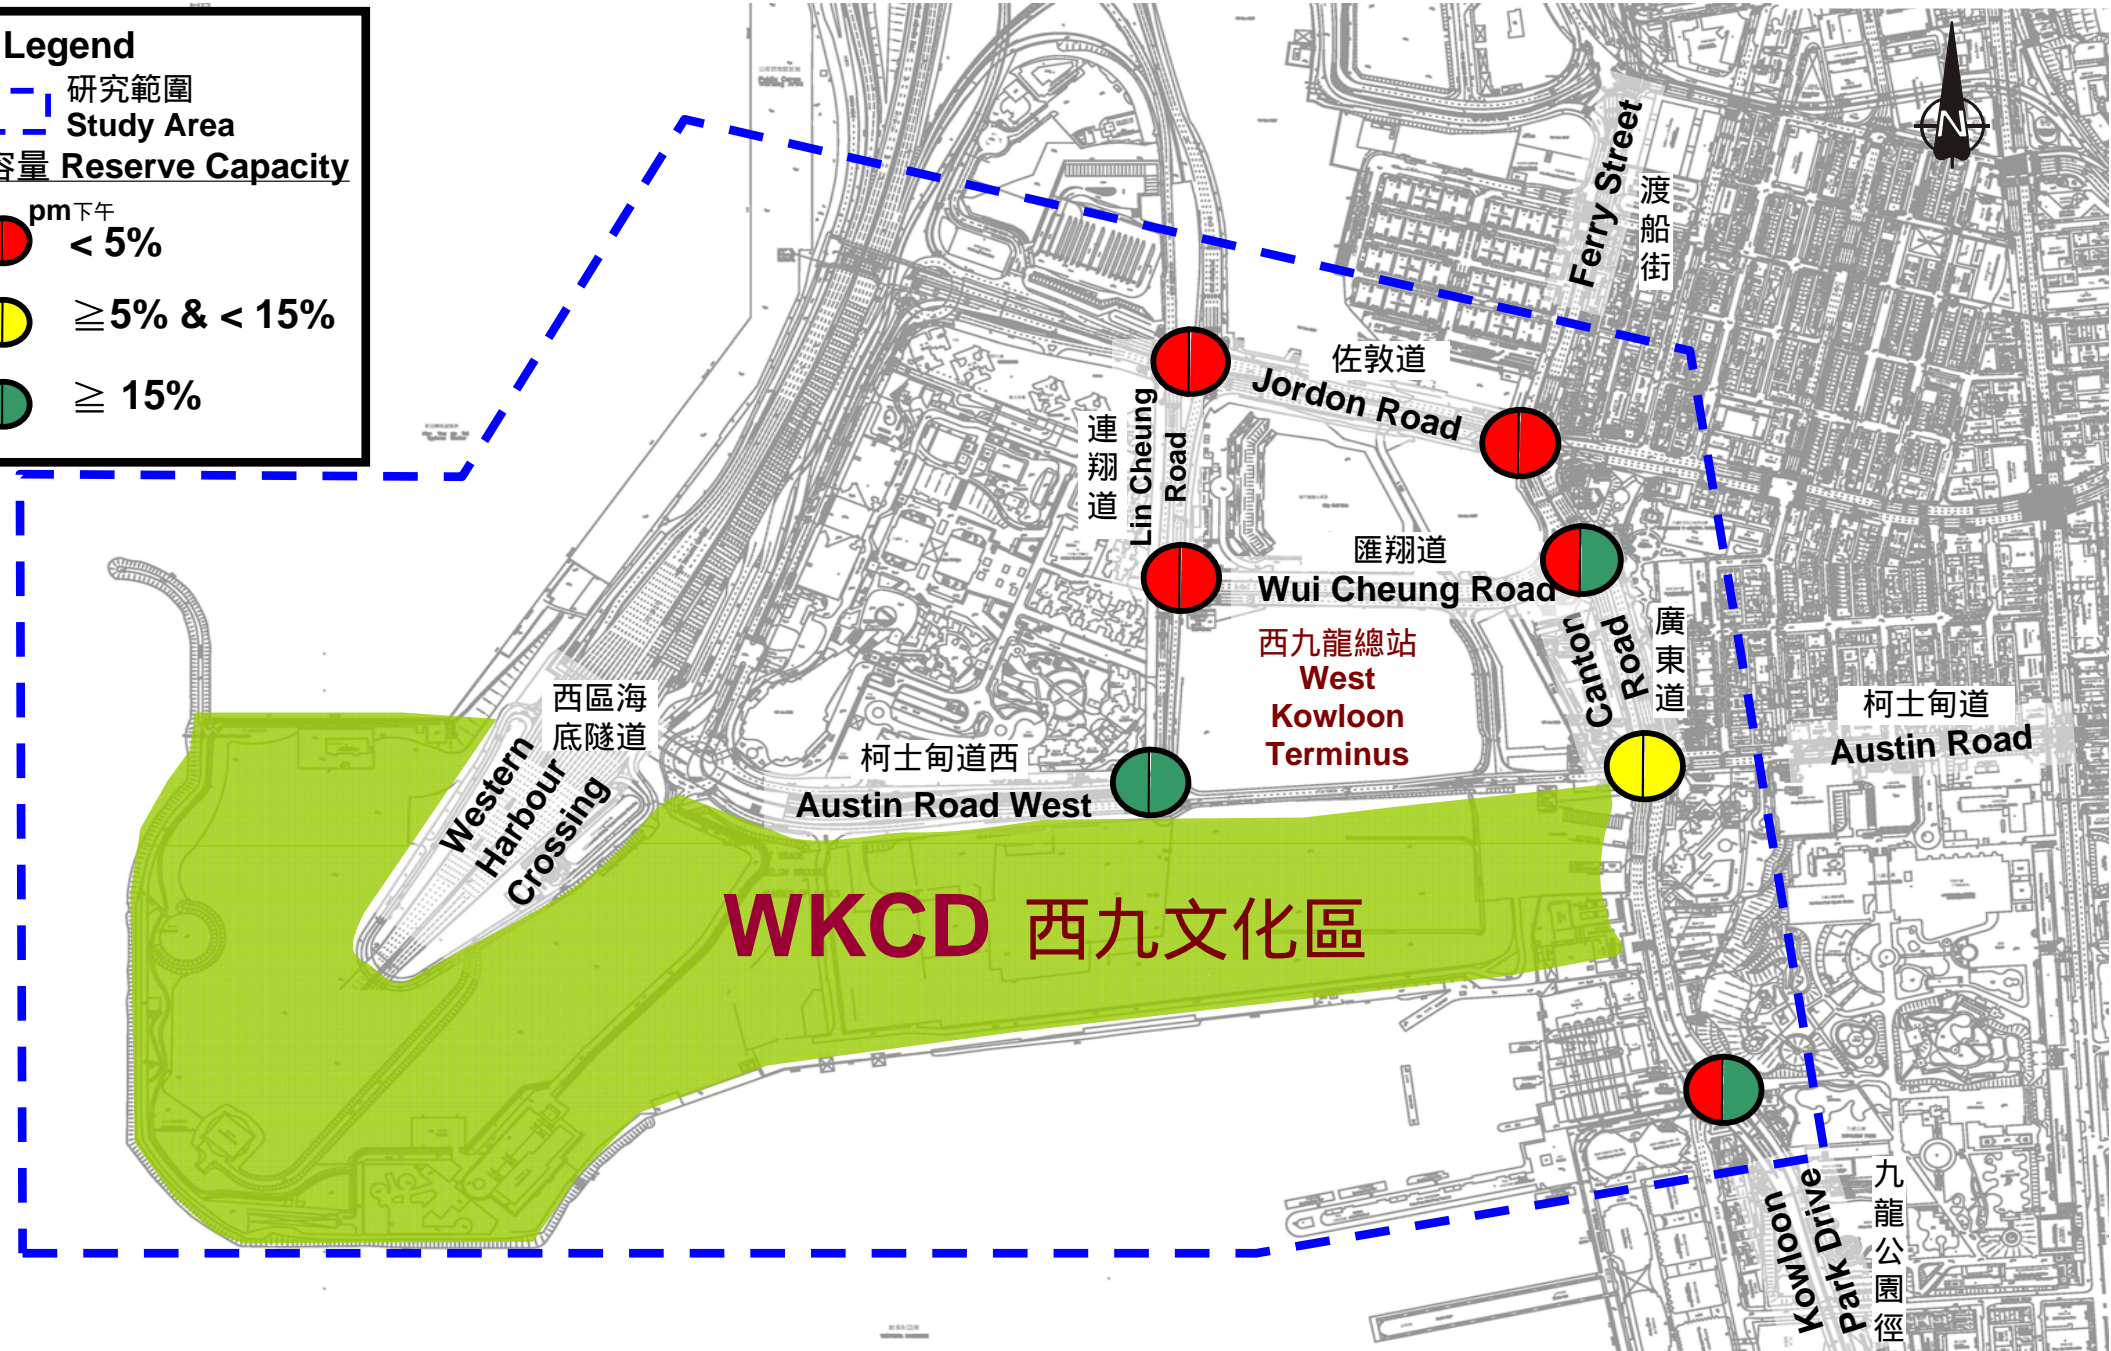 Legend
研究範圍
Study Area
容量 Reserve Capacity
pm下午
< 5%
≧5% & < 15%
≧ 15%
N
Ferry Street
渡船街
佐敦道
Jordon Road
連翔道
Lin Cheung
Road
匯翔道
Wui Cheung Road
西九龍總站
West
Kowloon
Terminus
Canton
Road
廣東道
柯士甸道
Austin Road
西區海
底隧道
Western
Harbour
Crossing
柯士甸道西
Austin Road West
WKCD 西九文化區
Kowloon
Park Drive
九龍公園徑